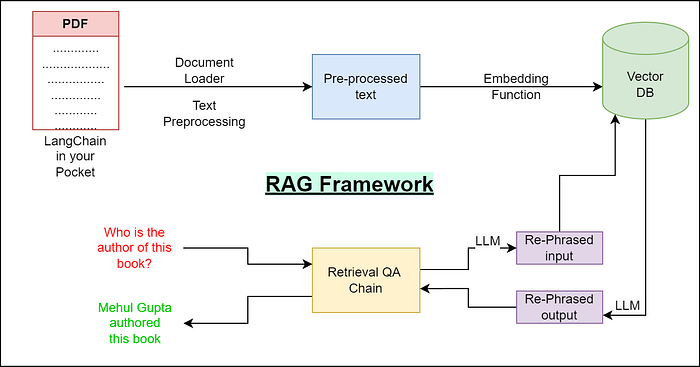 PDF
LangChain
in your
Pocket
Document
Loader
Text
Preprocessing
Pre-processed
text
Embedding
Function
Vector
DB
RAG Framework
Who is the
author of this
book?
Mehul Gupta
authored
this book
Retrieval QA
Chain
LLM
Re-Phrased
input
Re-Phrased
output
LLM